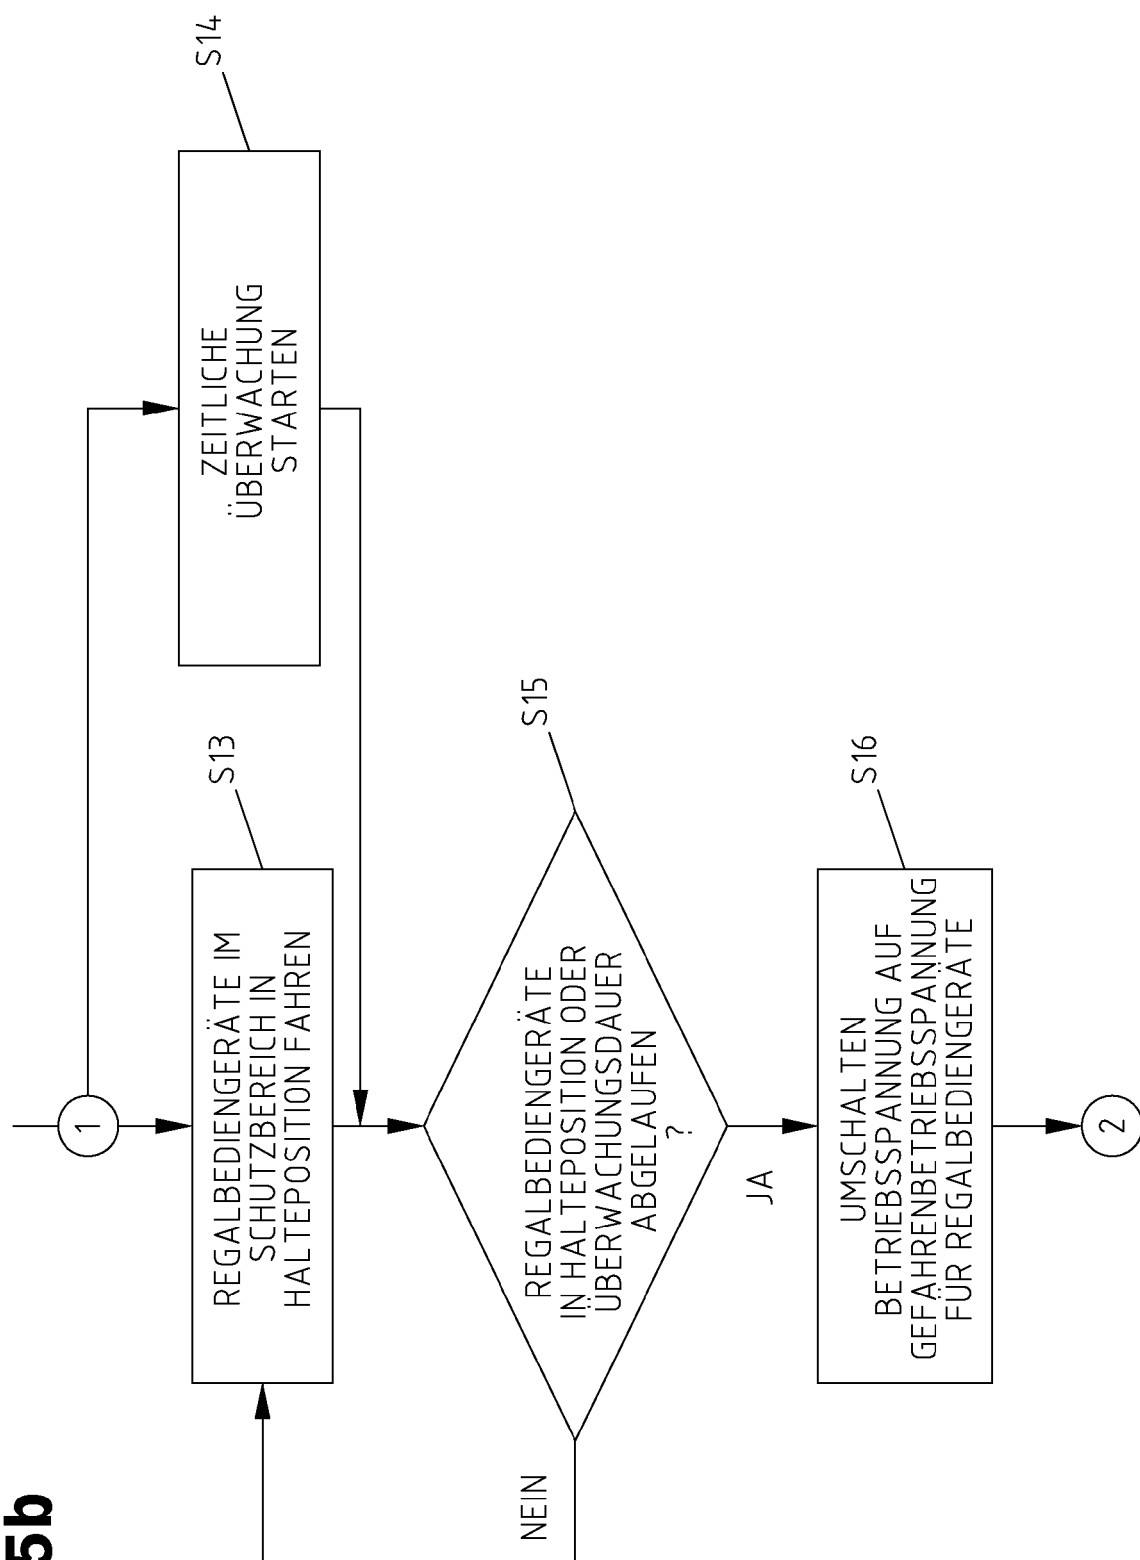 5b
1
S14
ZEITLICHE
ÜBERWACHUNG
STARTEN
S13
REGALBEDIENGERÄTE IM
SCHUTZBEREICH IN
HALTEPOSITION FAHREN
S15
REGALBEDIENGERÄTE
IN HALTEPOSITION ODER
ÜBERWACHUNGSDAUER
ABGELAUFEN
?
NEIN
JA
S16
UMSCHALTEN
BETRIEBSSPANNUNG AUF
GEFAHRENBETRIEBSSPANNUNG
FÜR REGALBEDIENGERÄTE
2